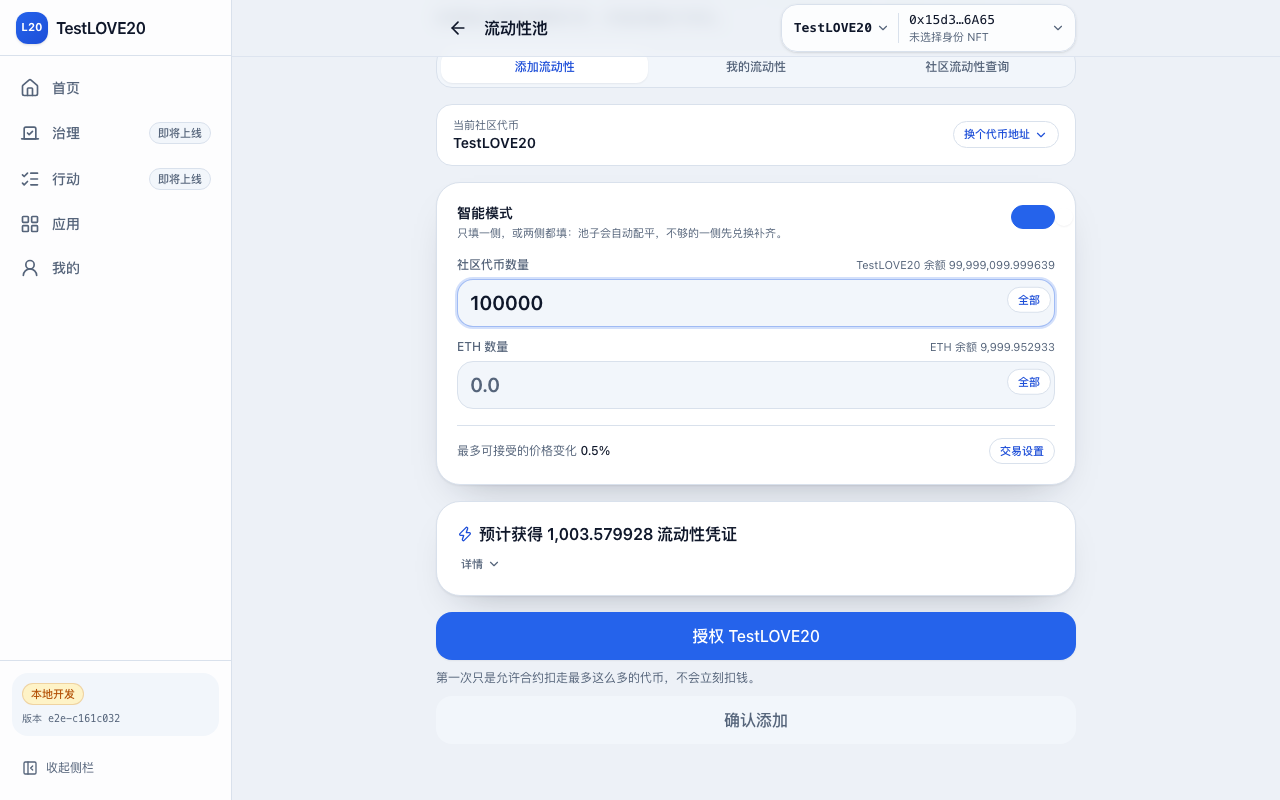 L20 TestLOVE20
首页
治理 即将上线
行动 即将上线
应用
我的
本地开发
版本 e2e-c161c032
收起侧栏
流动性池
TestLOVE20
0x15d3…6A65
未选择身份 NFT
添加流动性 我的流动性 社区流动性查询
当前社区代币
TestLOVE20
换个代币地址
智能模式
只填一侧，或两侧都填：池子会自动配平，不够的一侧先兑换补齐。
社区代币数量 TestLOVE20 余额 99,999,099.999639
100000 全部
ETH 数量 ETH 余额 9,999.952933
0.0 全部
最多可接受的价格变化 0.5% 交易设置
预计获得 1,003.579928 流动性凭证
详情
授权 TestLOVE20
第一次只是允许合约扣走最多这么多的代币，不会立刻扣钱。
确认添加